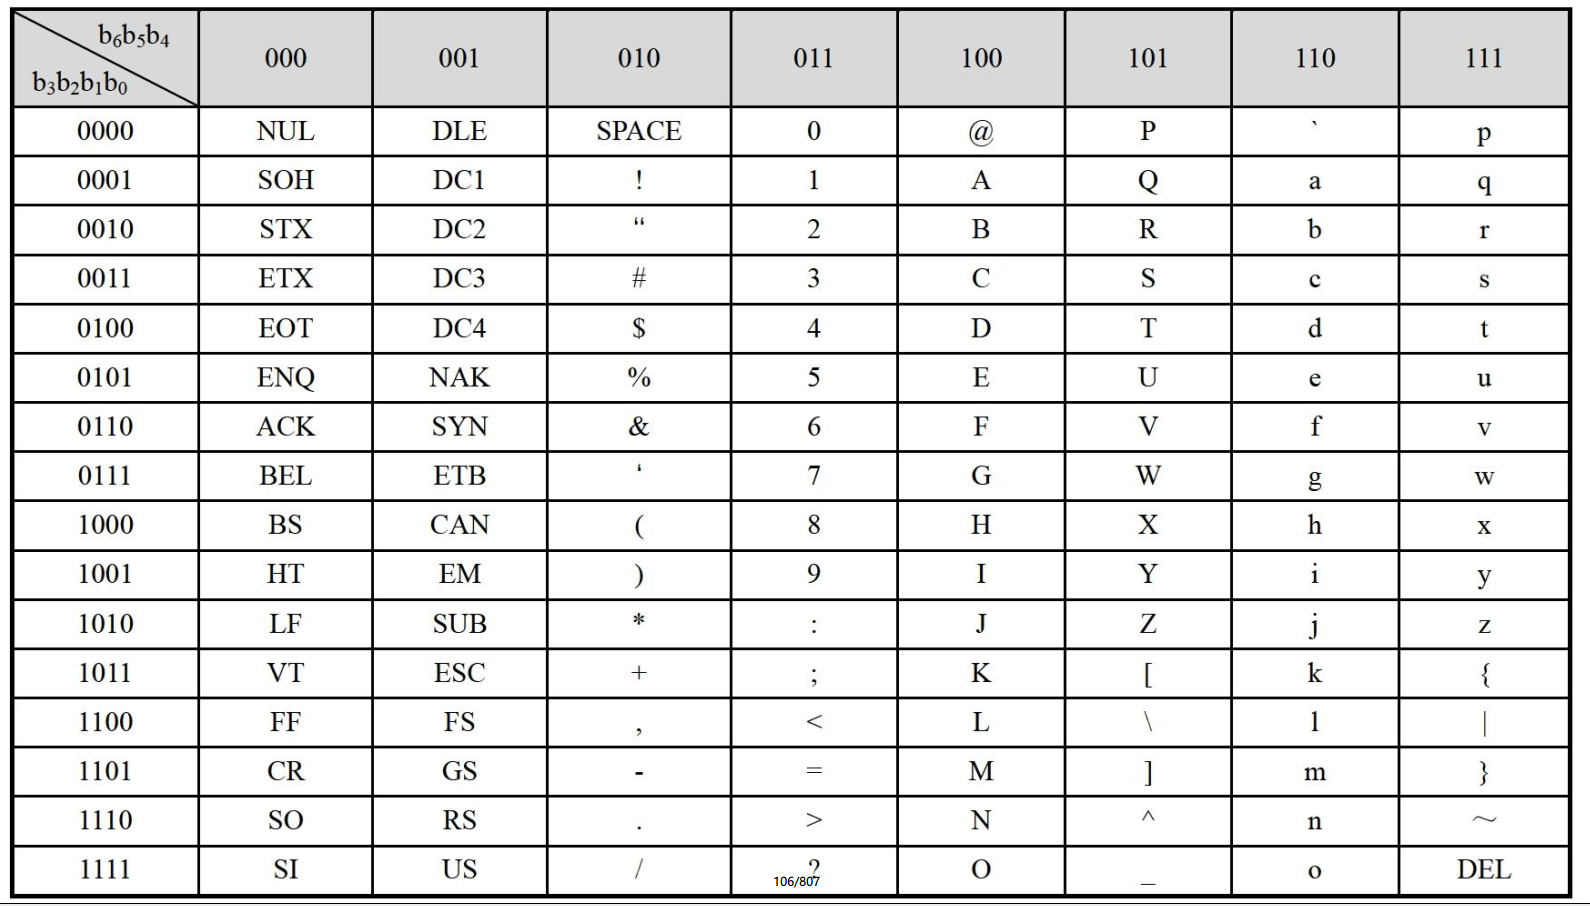 b₆b₅b₄
b₃b₂b₁b₀ 000 001 010 011 100 101 110 111
0000 NUL DLE SPACE 0 @ P ` p
0001 SOH DC1 ! 1 A Q a q
0010 STX DC2 “ 2 B R b r
0011 ETX DC3 # 3 C S c s
0100 EOT DC4 $ 4 D T d t
0101 ENQ NAK % 5 E U e u
0110 ACK SYN & 6 F V f v
0111 BEL ETB ‘ 7 G W g w
1000 BS CAN ( 8 H X h x
1001 HT EM ) 9 I Y i y
1010 LF SUB * : J Z j z
1011 VT ESC + ; K [ k {
1100 FF FS , < L \ l |
1101 CR GS - = M ] m }
1110 SO RS . > N ^ n ~
1111 SI US / ? O _ o DEL
106/807